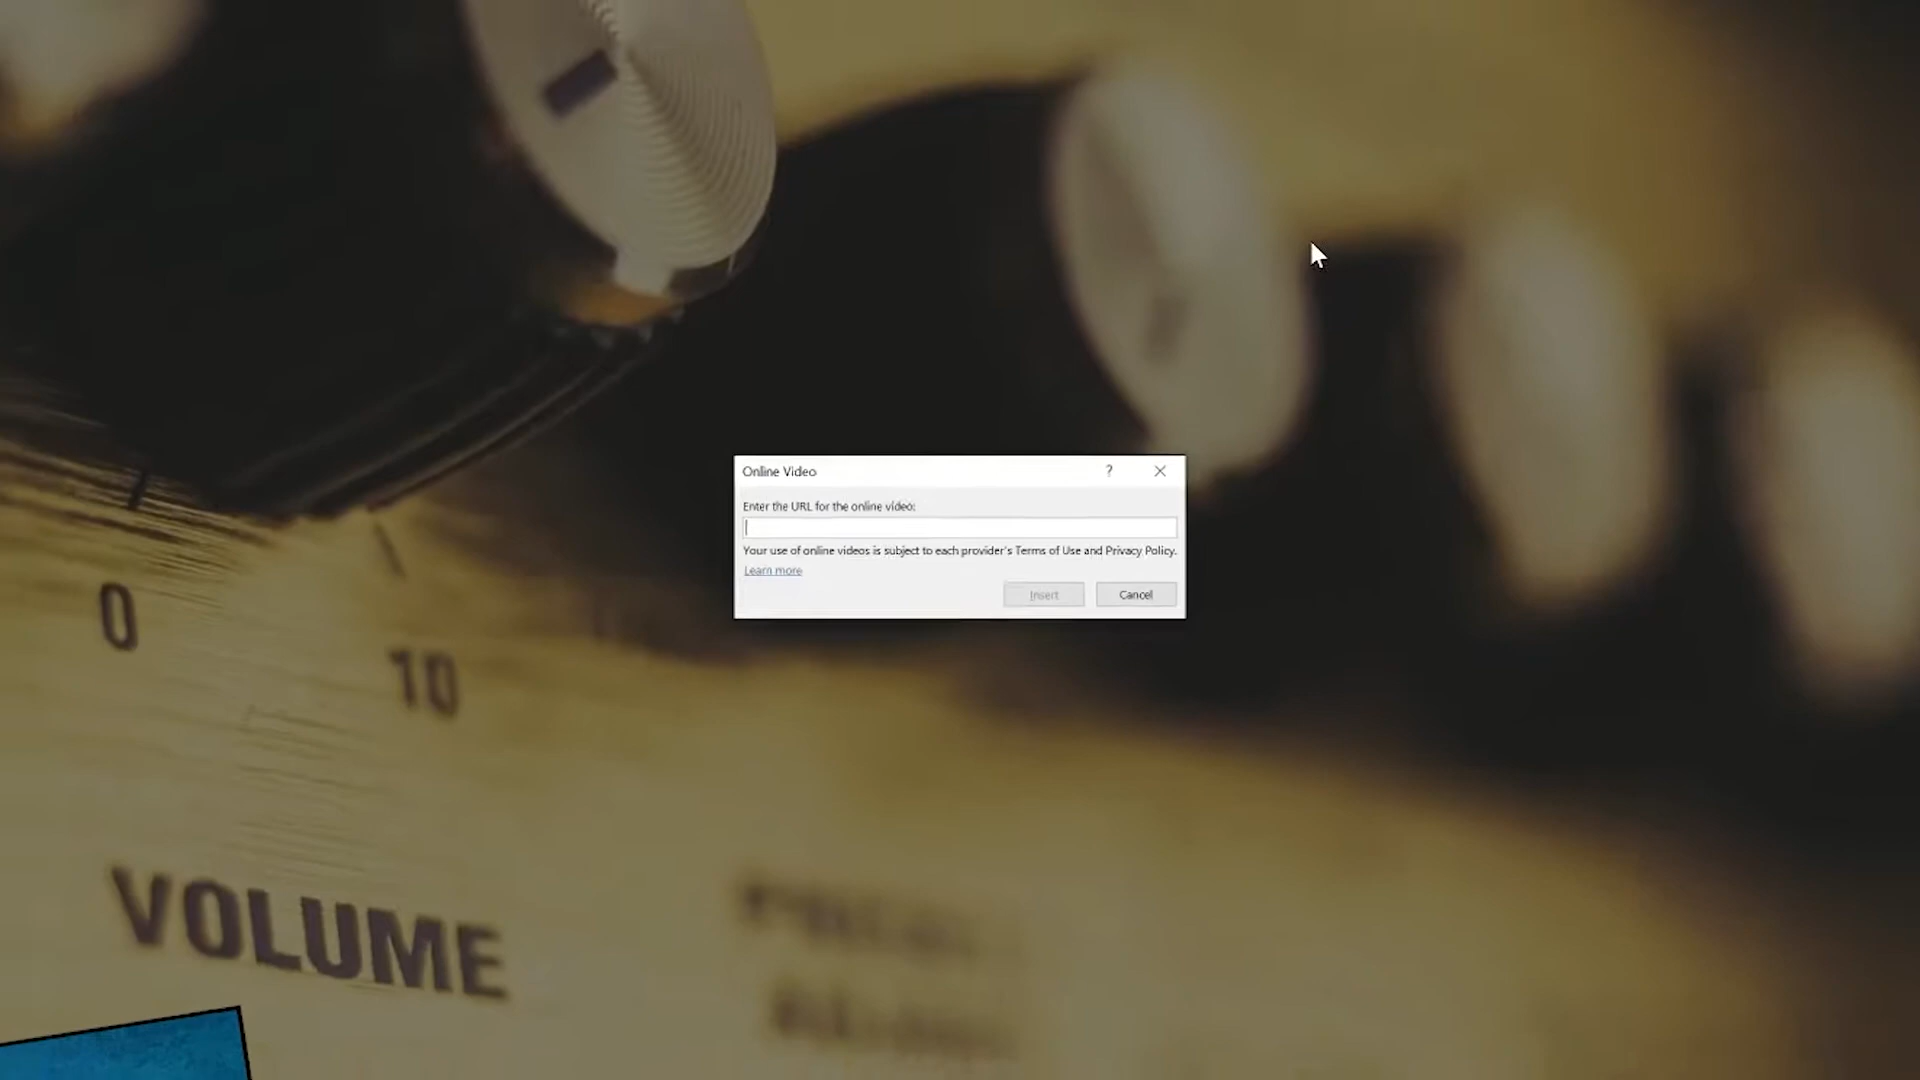 Online Video
?
Enter the URL for the online video:
Your use of online videos is subject to each provider's Terms of Use and Privacy Policy.
Learn more
Insert
Cancel
0
10
VOLUME